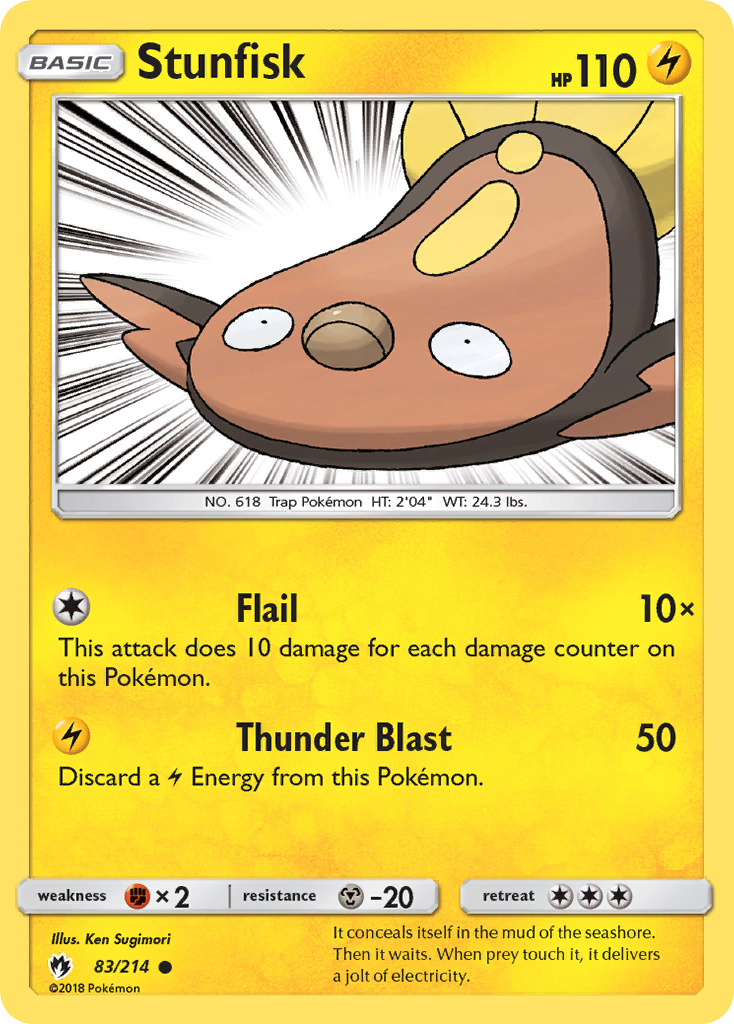 BASIC Stunfisk HP 110
NO. 618 Trap Pokémon HT: 2'04" WT: 24.3 lbs.
Flail 10×
This attack does 10 damage for each damage counter on
this Pokémon.
Thunder Blast 50
Discard a Energy from this Pokémon.
weakness ×2 resistance -20 retreat
Illus. Ken Sugimori
83/214
©2018 Pokémon
It conceals itself in the mud of the seashore.
Then it waits. When prey touch it, it delivers
a jolt of electricity.